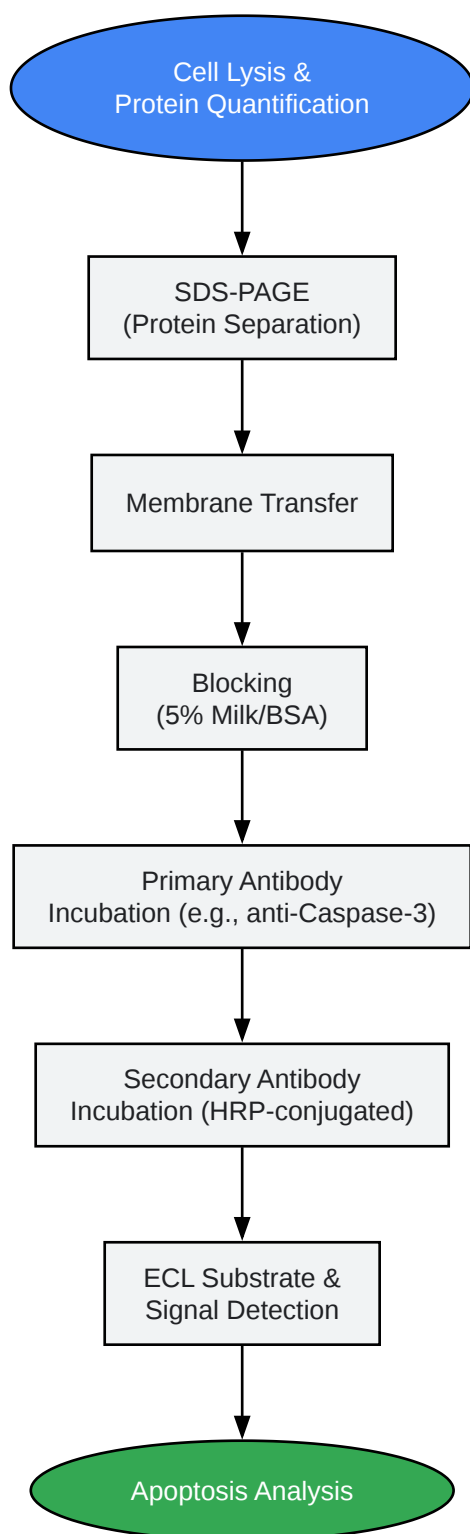 Cell Lysis &
Protein Quantification
SDS-PAGE
(Protein Separation)
Membrane Transfer
Blocking
(5% Milk/BSA)
Primary Antibody
Incubation (e.g., anti-Caspase-3)
Secondary Antibody
Incubation (HRP-conjugated)
ECL Substrate &
Signal Detection
Apoptosis Analysis